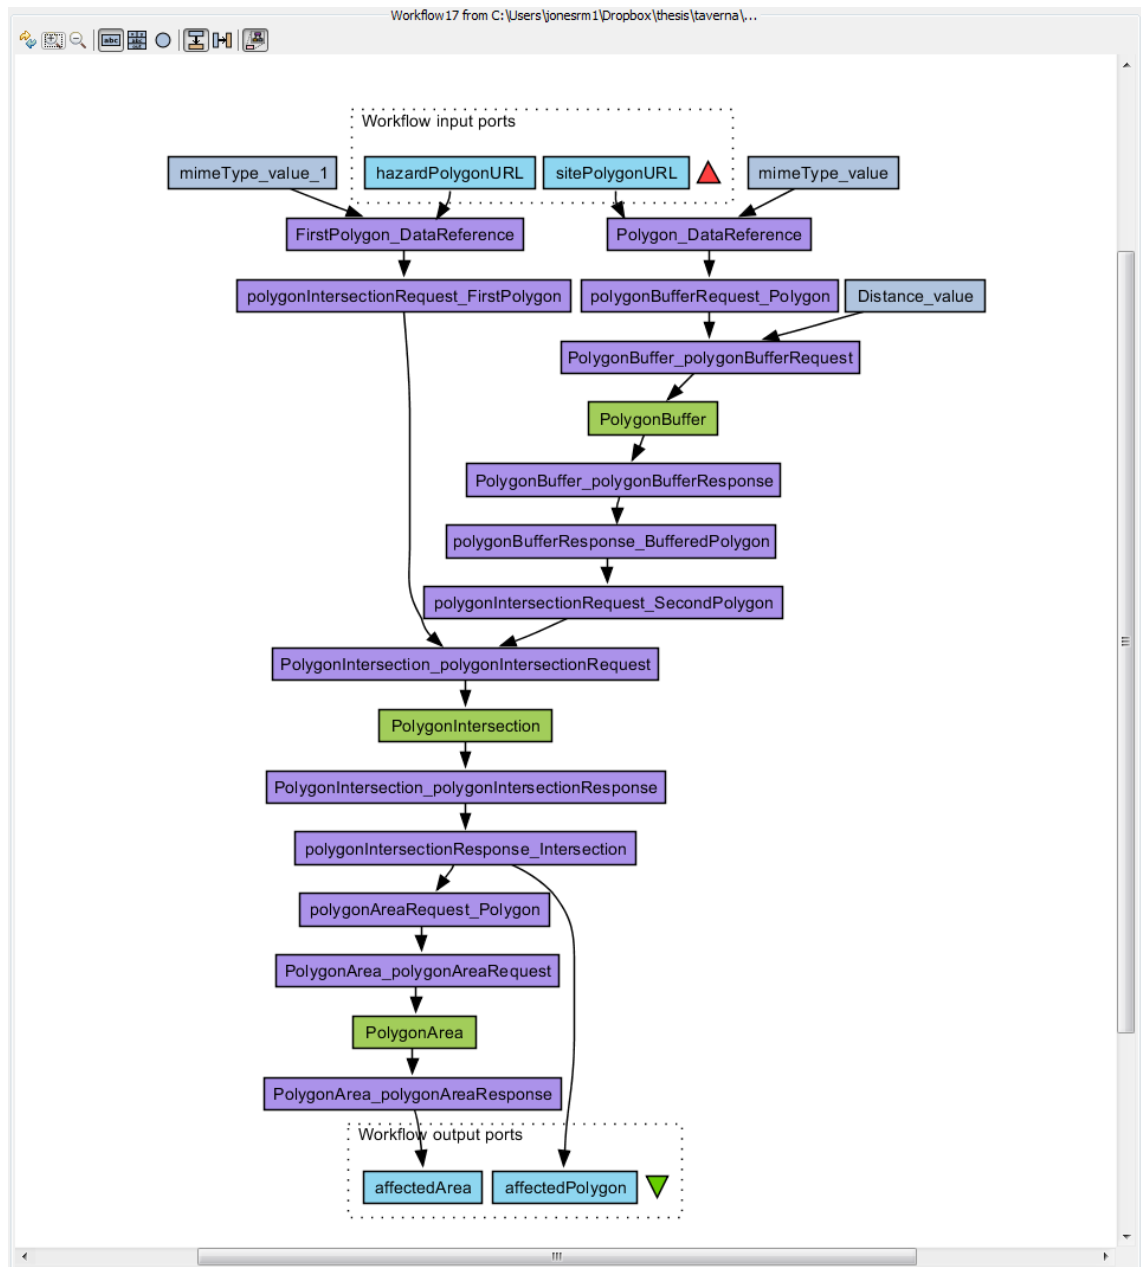 Workflow17 from C:\Users\jonesrm1\Dropbox\thesis\taverna\...
abc
Workflow input ports
mimeType_value_1
hazardPolygonURL
sitePolygonURL
mimeType_value
FirstPolygon_DataReference
Polygon_DataReference
polygonIntersectionRequest_FirstPolygon
polygonBufferRequest_Polygon
Distance_value
PolygonBuffer_polygonBufferRequest
PolygonBuffer
PolygonBuffer_polygonBufferResponse
polygonBufferResponse_BufferedPolygon
polygonIntersectionRequest_SecondPolygon
PolygonIntersection_polygonIntersectionRequest
PolygonIntersection
PolygonIntersection_polygonIntersectionResponse
polygonIntersectionResponse_Intersection
polygonAreaRequest_Polygon
PolygonArea_polygonAreaRequest
PolygonArea
PolygonArea_polygonAreaResponse
Workflow output ports
affectedArea
affectedPolygon